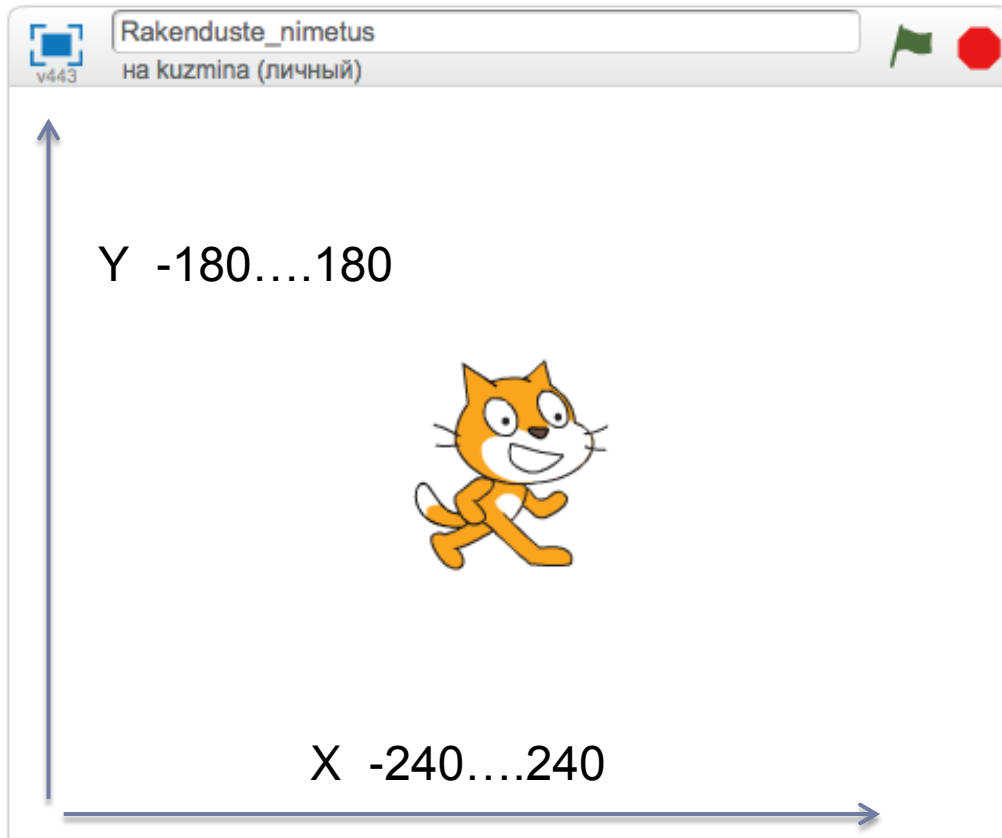 Rakenduste_nimetus
на kuzmina (личный)
v443
Y -180....180
X -240....240